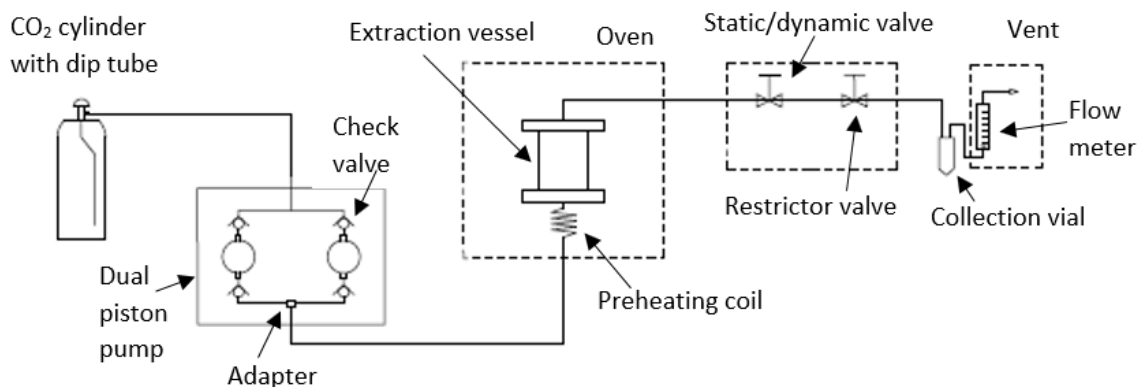 CO₂ cylinder
with dip tube
Extraction vessel
Oven
Static/dynamic valve
Vent
Check
valve
Flow
meter
Restrictor valve
Collection vial
Dual
piston
pump
Preheating coil
Adapter